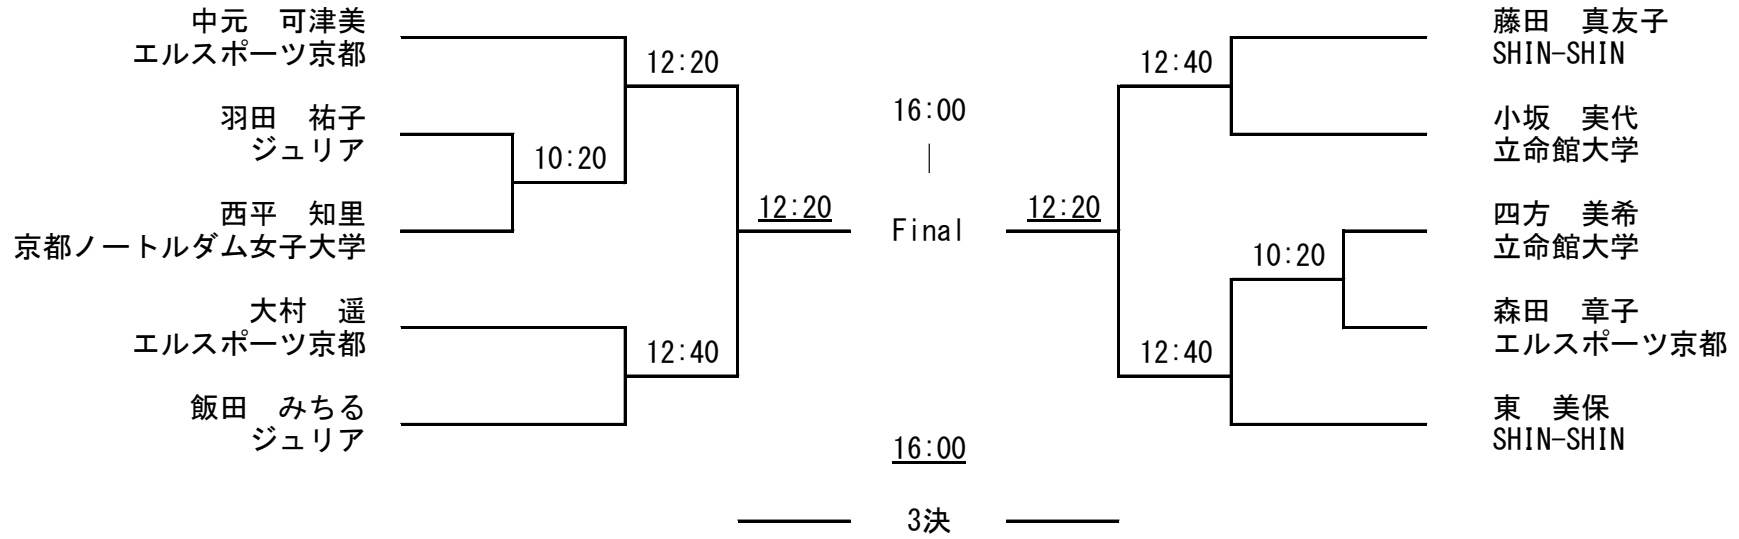 中元　可津美
エルスポーツ京都
羽田　祐子
ジュリア
西平　知里
京都ノートルダム女子大学
大村　遥
エルスポーツ京都
飯田　みちる
ジュリア
12:20
10:20
12:40
12:20
16:00
|
Final
16:00
3決
12:20
12:40
10:20
12:40
藤田　真友子
SHIN-SHIN
小坂　実代
立命館大学
四方　美希
立命館大学
森田　章子
エルスポーツ京都
東　美保
SHIN-SHIN